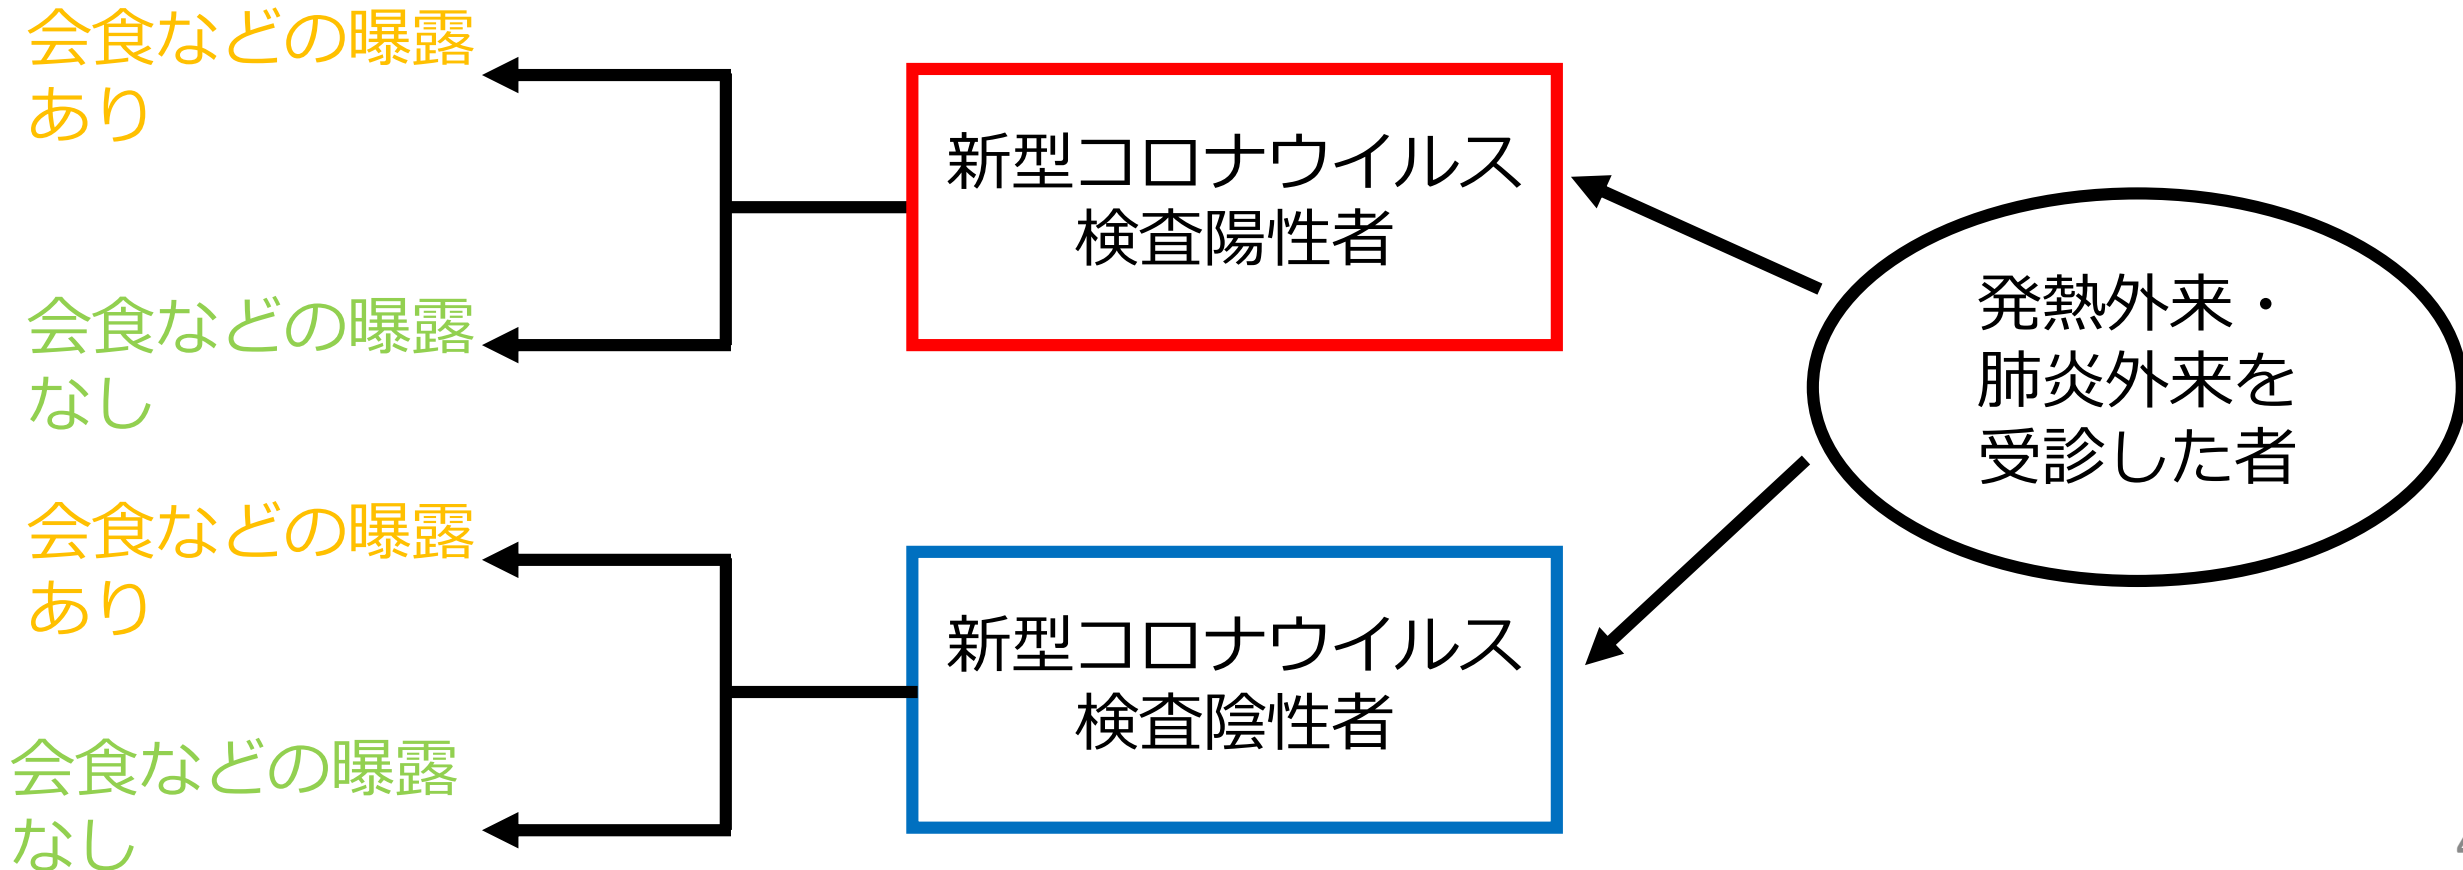 会食などの曝露
あり
会食などの曝露
なし
新型コロナウイルス
検査陽性者
発熱外来・
肺炎外来を
受診した者
会食などの曝露
あり
会食などの曝露
なし
新型コロナウイルス
検査陰性者